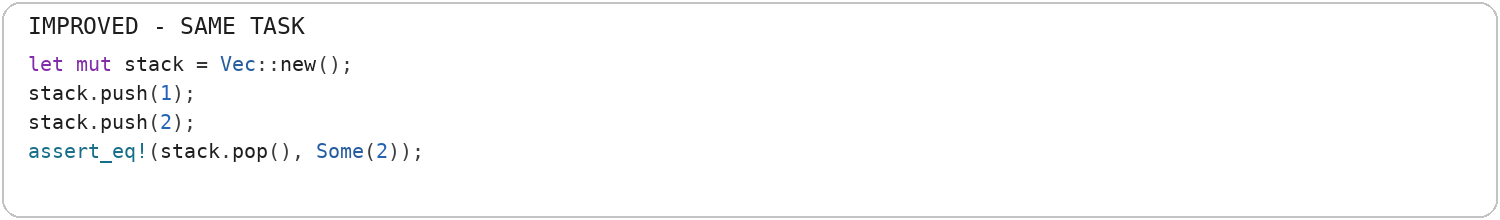 IMPROVED - SAME TASK
let mut stack = Vec::new();
stack.push(1);
stack.push(2);
assert_eq!(stack.pop(), Some(2));